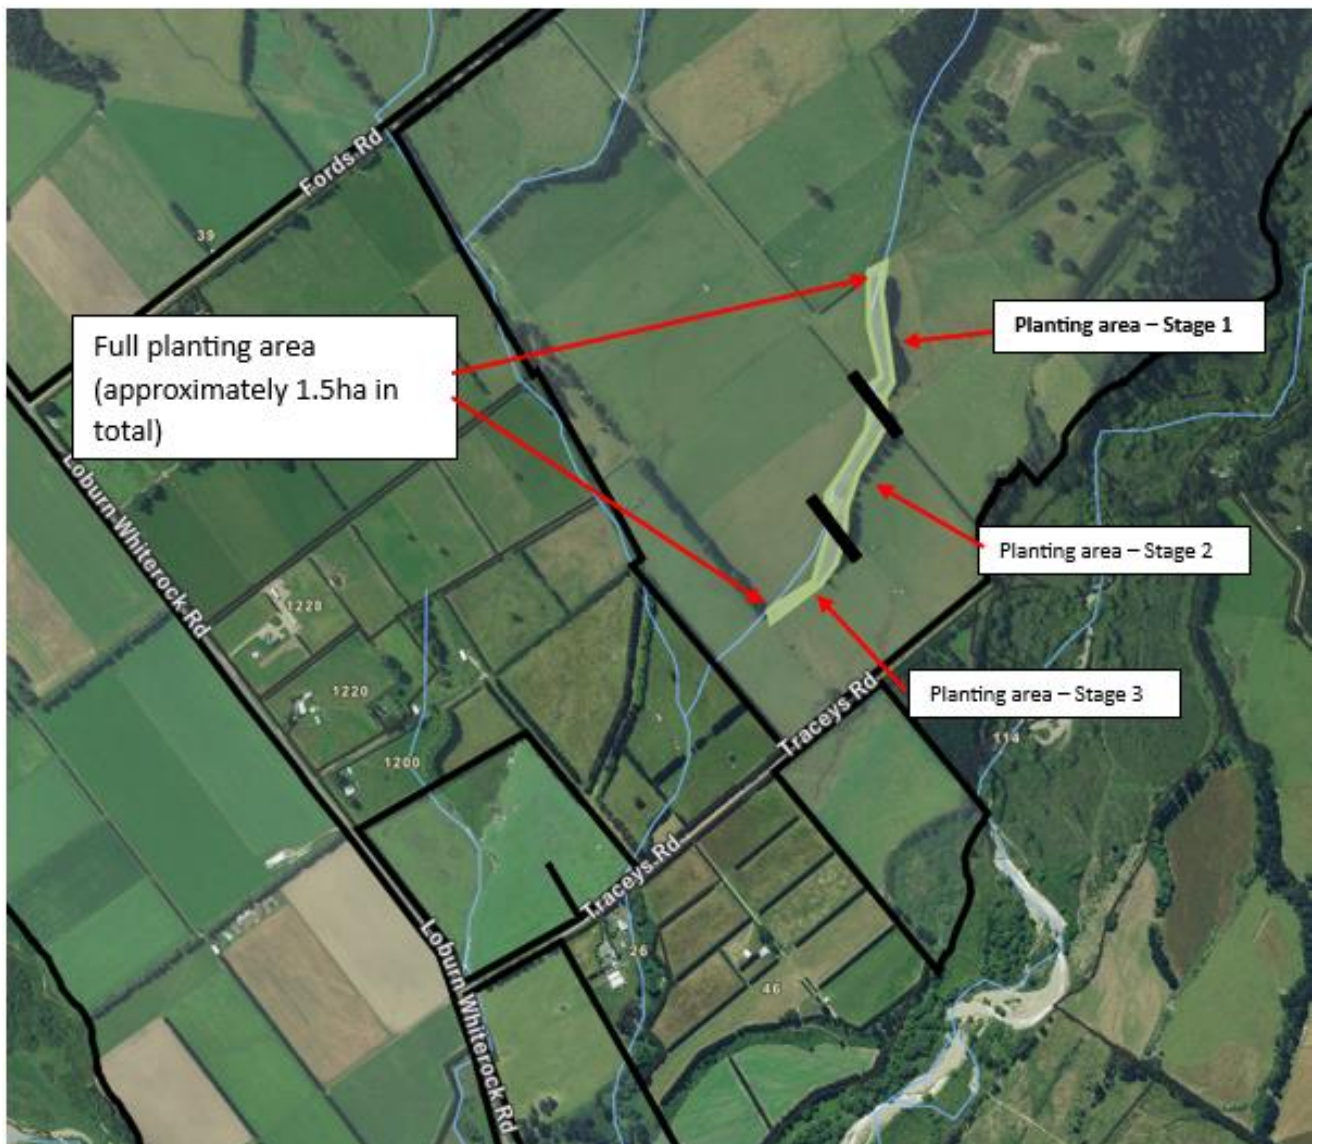 Fords Rd
39
Planting area – Stage 1
Full planting area
(approximately 1.5ha in
total)
Loburn Whiterock Rd
Planting area – Stage 2
1228
1220
Planting area – Stage 3
Traceys Rd
114
1200
Traceys Rd
26
Loburn Whiterock Rd
46